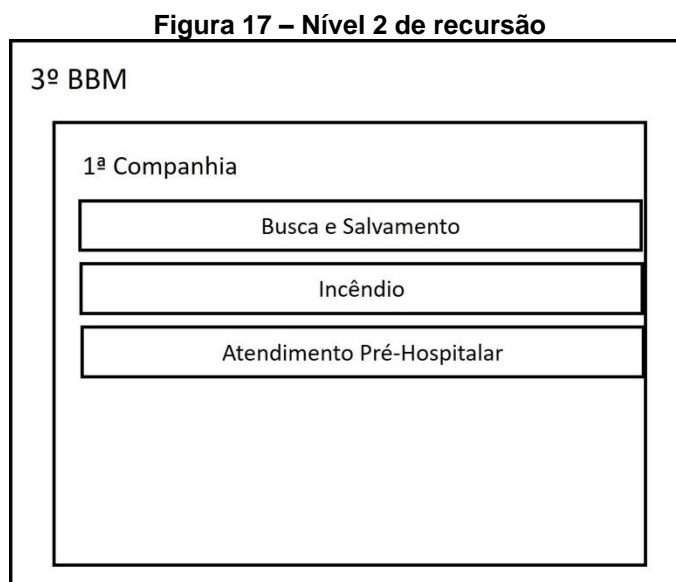 Figura 17 – Nível 2 de recursão
3º BBM
1ª Companhia
Busca e Salvamento
Incêndio
Atendimento Pré-Hospitalar